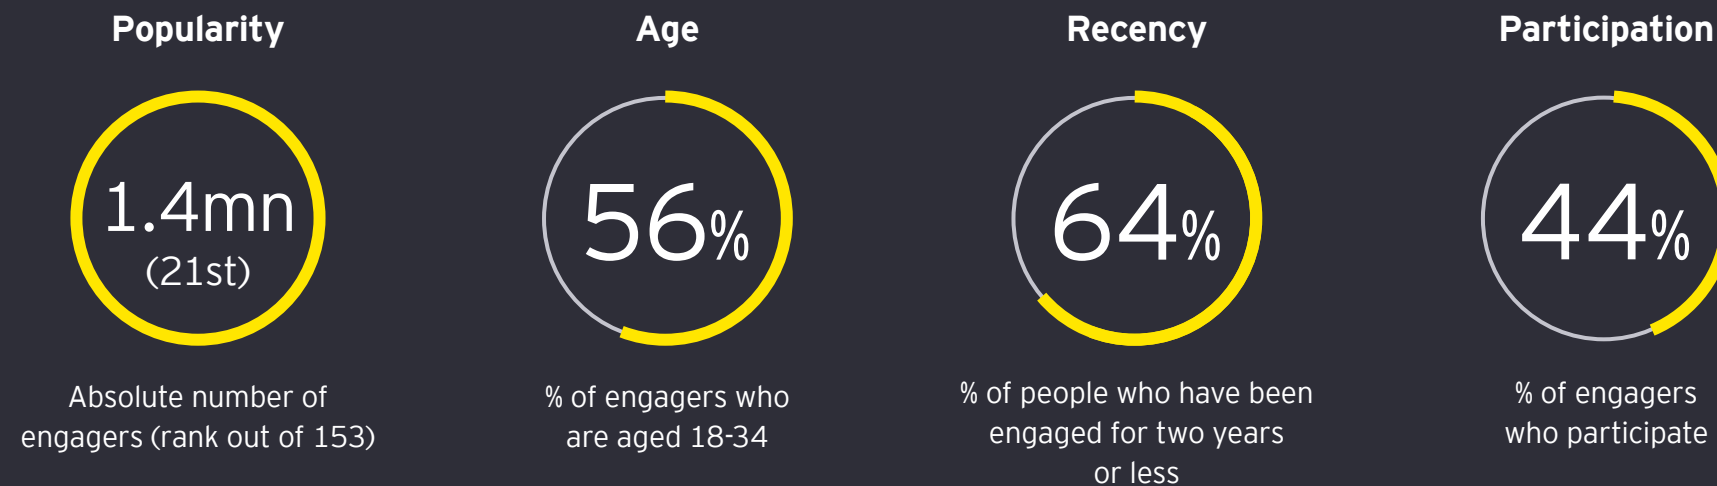 Popularity
1.4mn
(21st)
Absolute number of
engagers (rank out of 153)
Age
56%
% of engagers who
are aged 18-34
Recency
64%
% of people who have been
engaged for two years
or less
Participation
44%
% of engagers
who participate